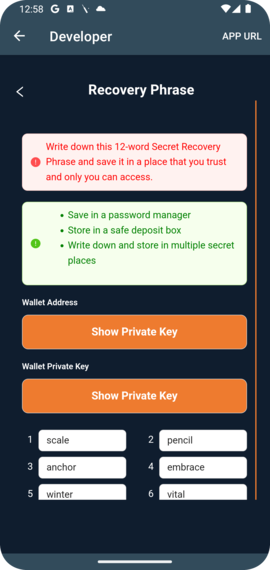 12:58
Developer
APP URL
Recovery Phrase
Write down this 12-word Secret Recovery
Phrase and save it in a place that you trust
and only you can access.
Save in a password manager
Store in a safe deposit box
Write down and store in multiple secret
places
Wallet Address
Show Private Key
Wallet Private Key
Show Private Key
1 scale 2 pencil
3 anchor 4 embrace
5 winter 6 vital